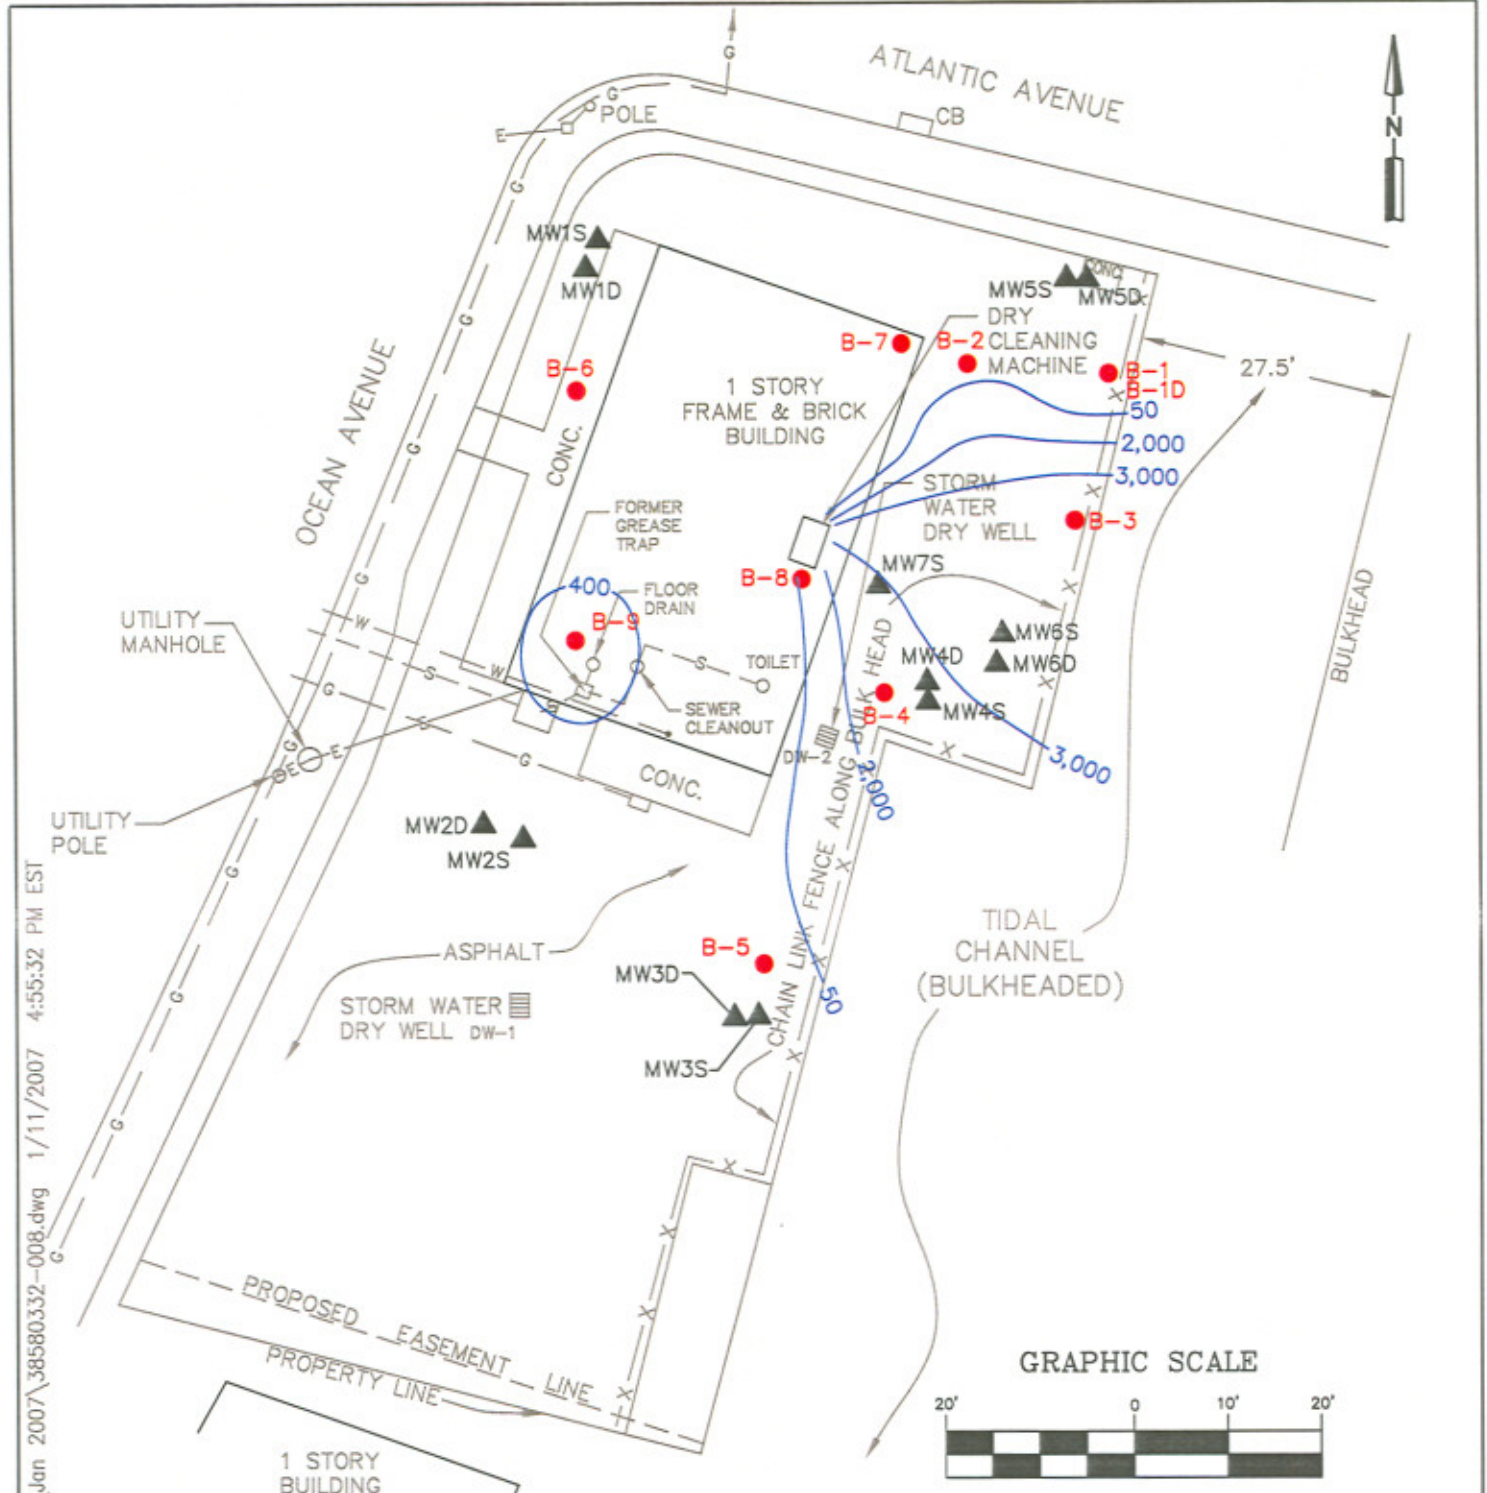 G
ATLANTIC AVENUE
G
POLE
CB
E
N
G
MW1S
MW1D
CONC.
MW5S
MW5D
DRY
CLEANING
MACHINE
G
B-7
B-2
27.5'
B-6
B-1
B-1D
1 STORY
FRAME & BRICK
BUILDING
50
2,000
3,000
OCEAN AVENUE
G
CONC.
STORM
WATER
DRY WELL
FORMER
GREASE
TRAP
B-3
G
B-8
400
FLOOR
DRAIN
MW7S
BULKHEAD
UTILITY
MANHOLE
W
B-9
MW6S
S
TOILET
MW4D
MW6D
W
S
G
SEWER
CLEANOUT
B-4
MW4S
S
G
E
E
G
DW-2
3,000
2,000
CONC.
UTILITY
POLE
MW2D
MW2S
G
CHAIN LINK FENCE ALONG BULK HEAD
TIDAL
CHANNEL
(BULKHEADED)
ASPHALT
B-5
MW3D
50
G
STORM WATER
DRY WELL DW-1
MW3S
G
X
X
G
X
PROPOSED EASEMENT LINE
PROPERTY LINE
X
GRAPHIC SCALE
20' 0 10' 20'
1 STORY
BUILDING
Jan 2007\38580332-008.dwg 1/11/2007 4:55:32 PM EST